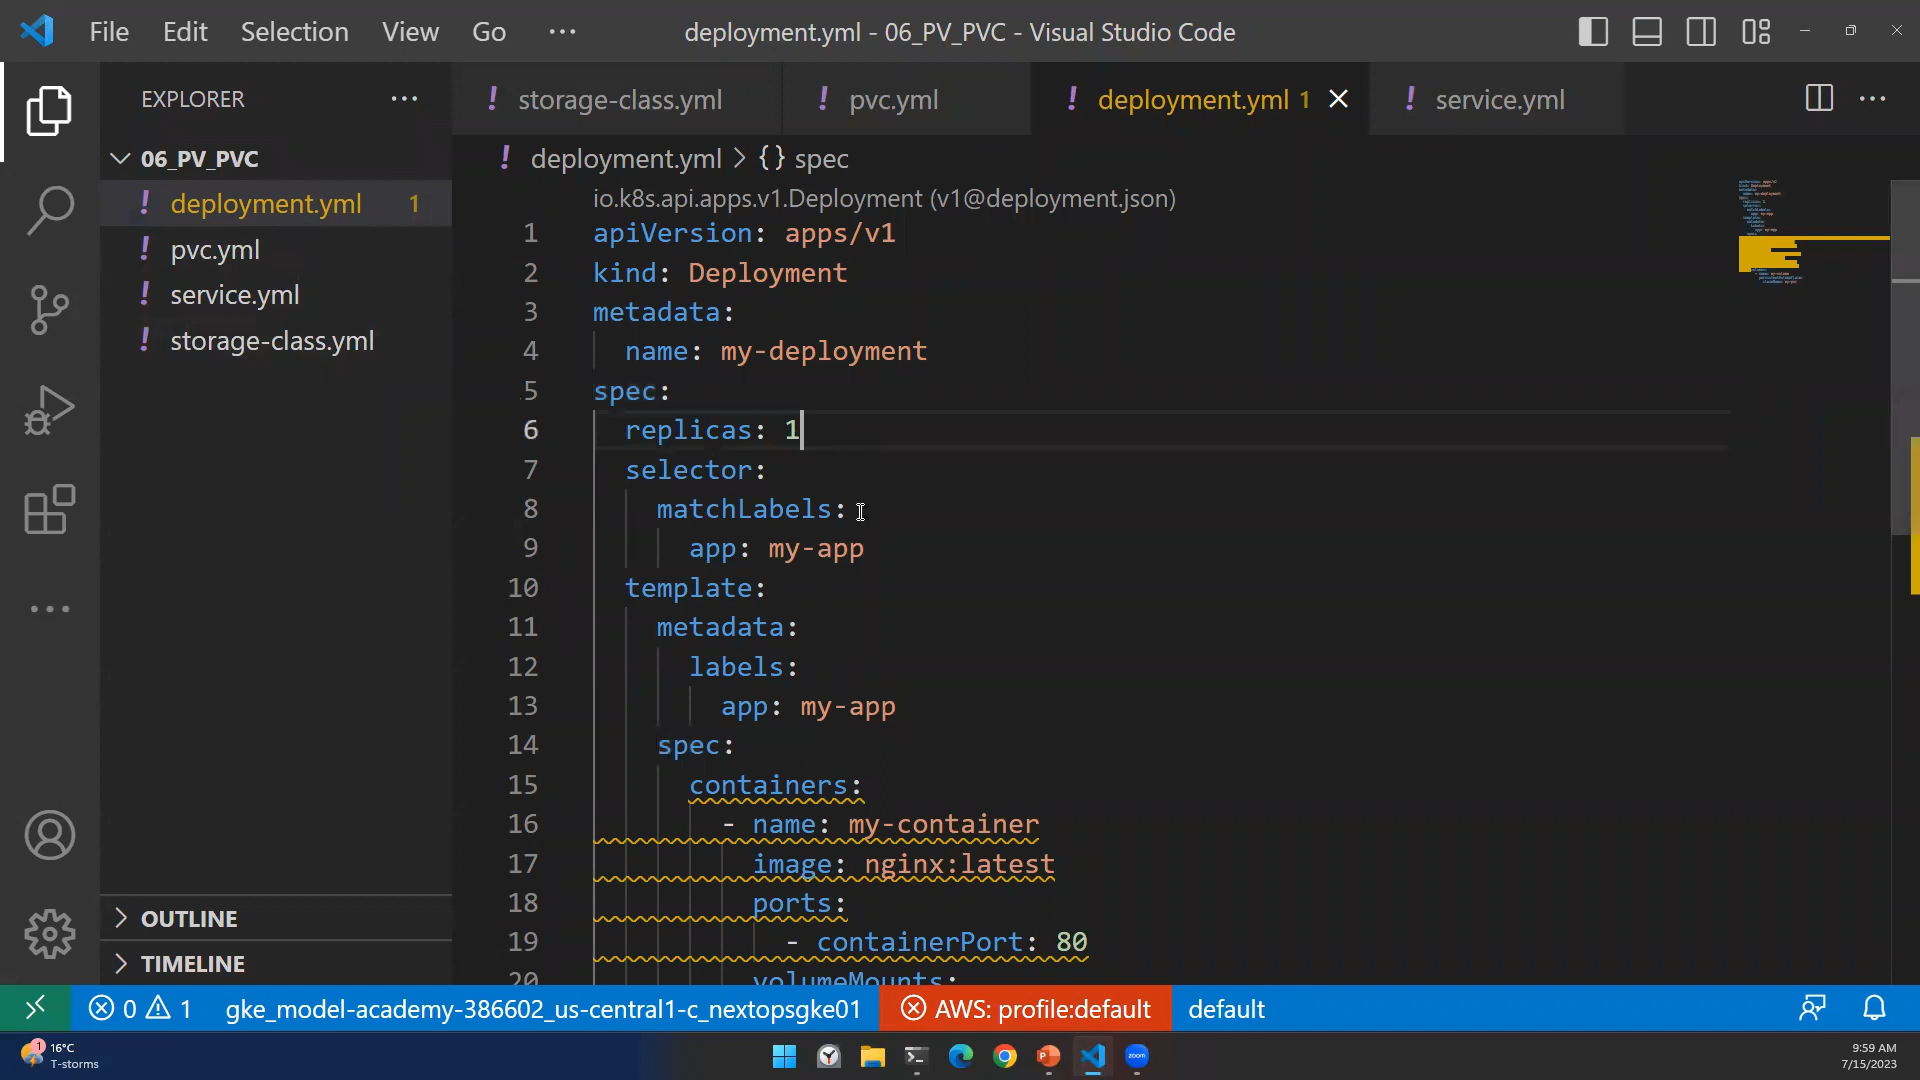 File Edit Selection View Go ··· deployment.yml - 06_PV_PVC - Visual Studio Code
EXPLORER ···
06_PV_PVC
! deployment.yml 1
! pvc.yml
! service.yml
! storage-class.yml
OUTLINE
TIMELINE
! storage-class.yml ! pvc.yml ! deployment.yml 1 ! service.yml
! deployment.yml > {} spec
io.k8s.api.apps.v1.Deployment (v1@deployment.json)
1 apiVersion: apps/v1
2 kind: Deployment
3 metadata:
4   name: my-deployment
5 spec:
6   replicas: 1
7   selector:
8     matchLabels:
9       app: my-app
10   template:
11     metadata:
12       labels:
13         app: my-app
14     spec:
15       containers:
16         - name: my-container
17           image: nginx:latest
18           ports:
19             - containerPort: 80
20           volumeMounts:
0 1 gke_model-academy-386602_us-central1-c_nextopsgke01 AWS: profile:default default
1 16°C
T-storms
zoom
9:59 AM
7/15/2023